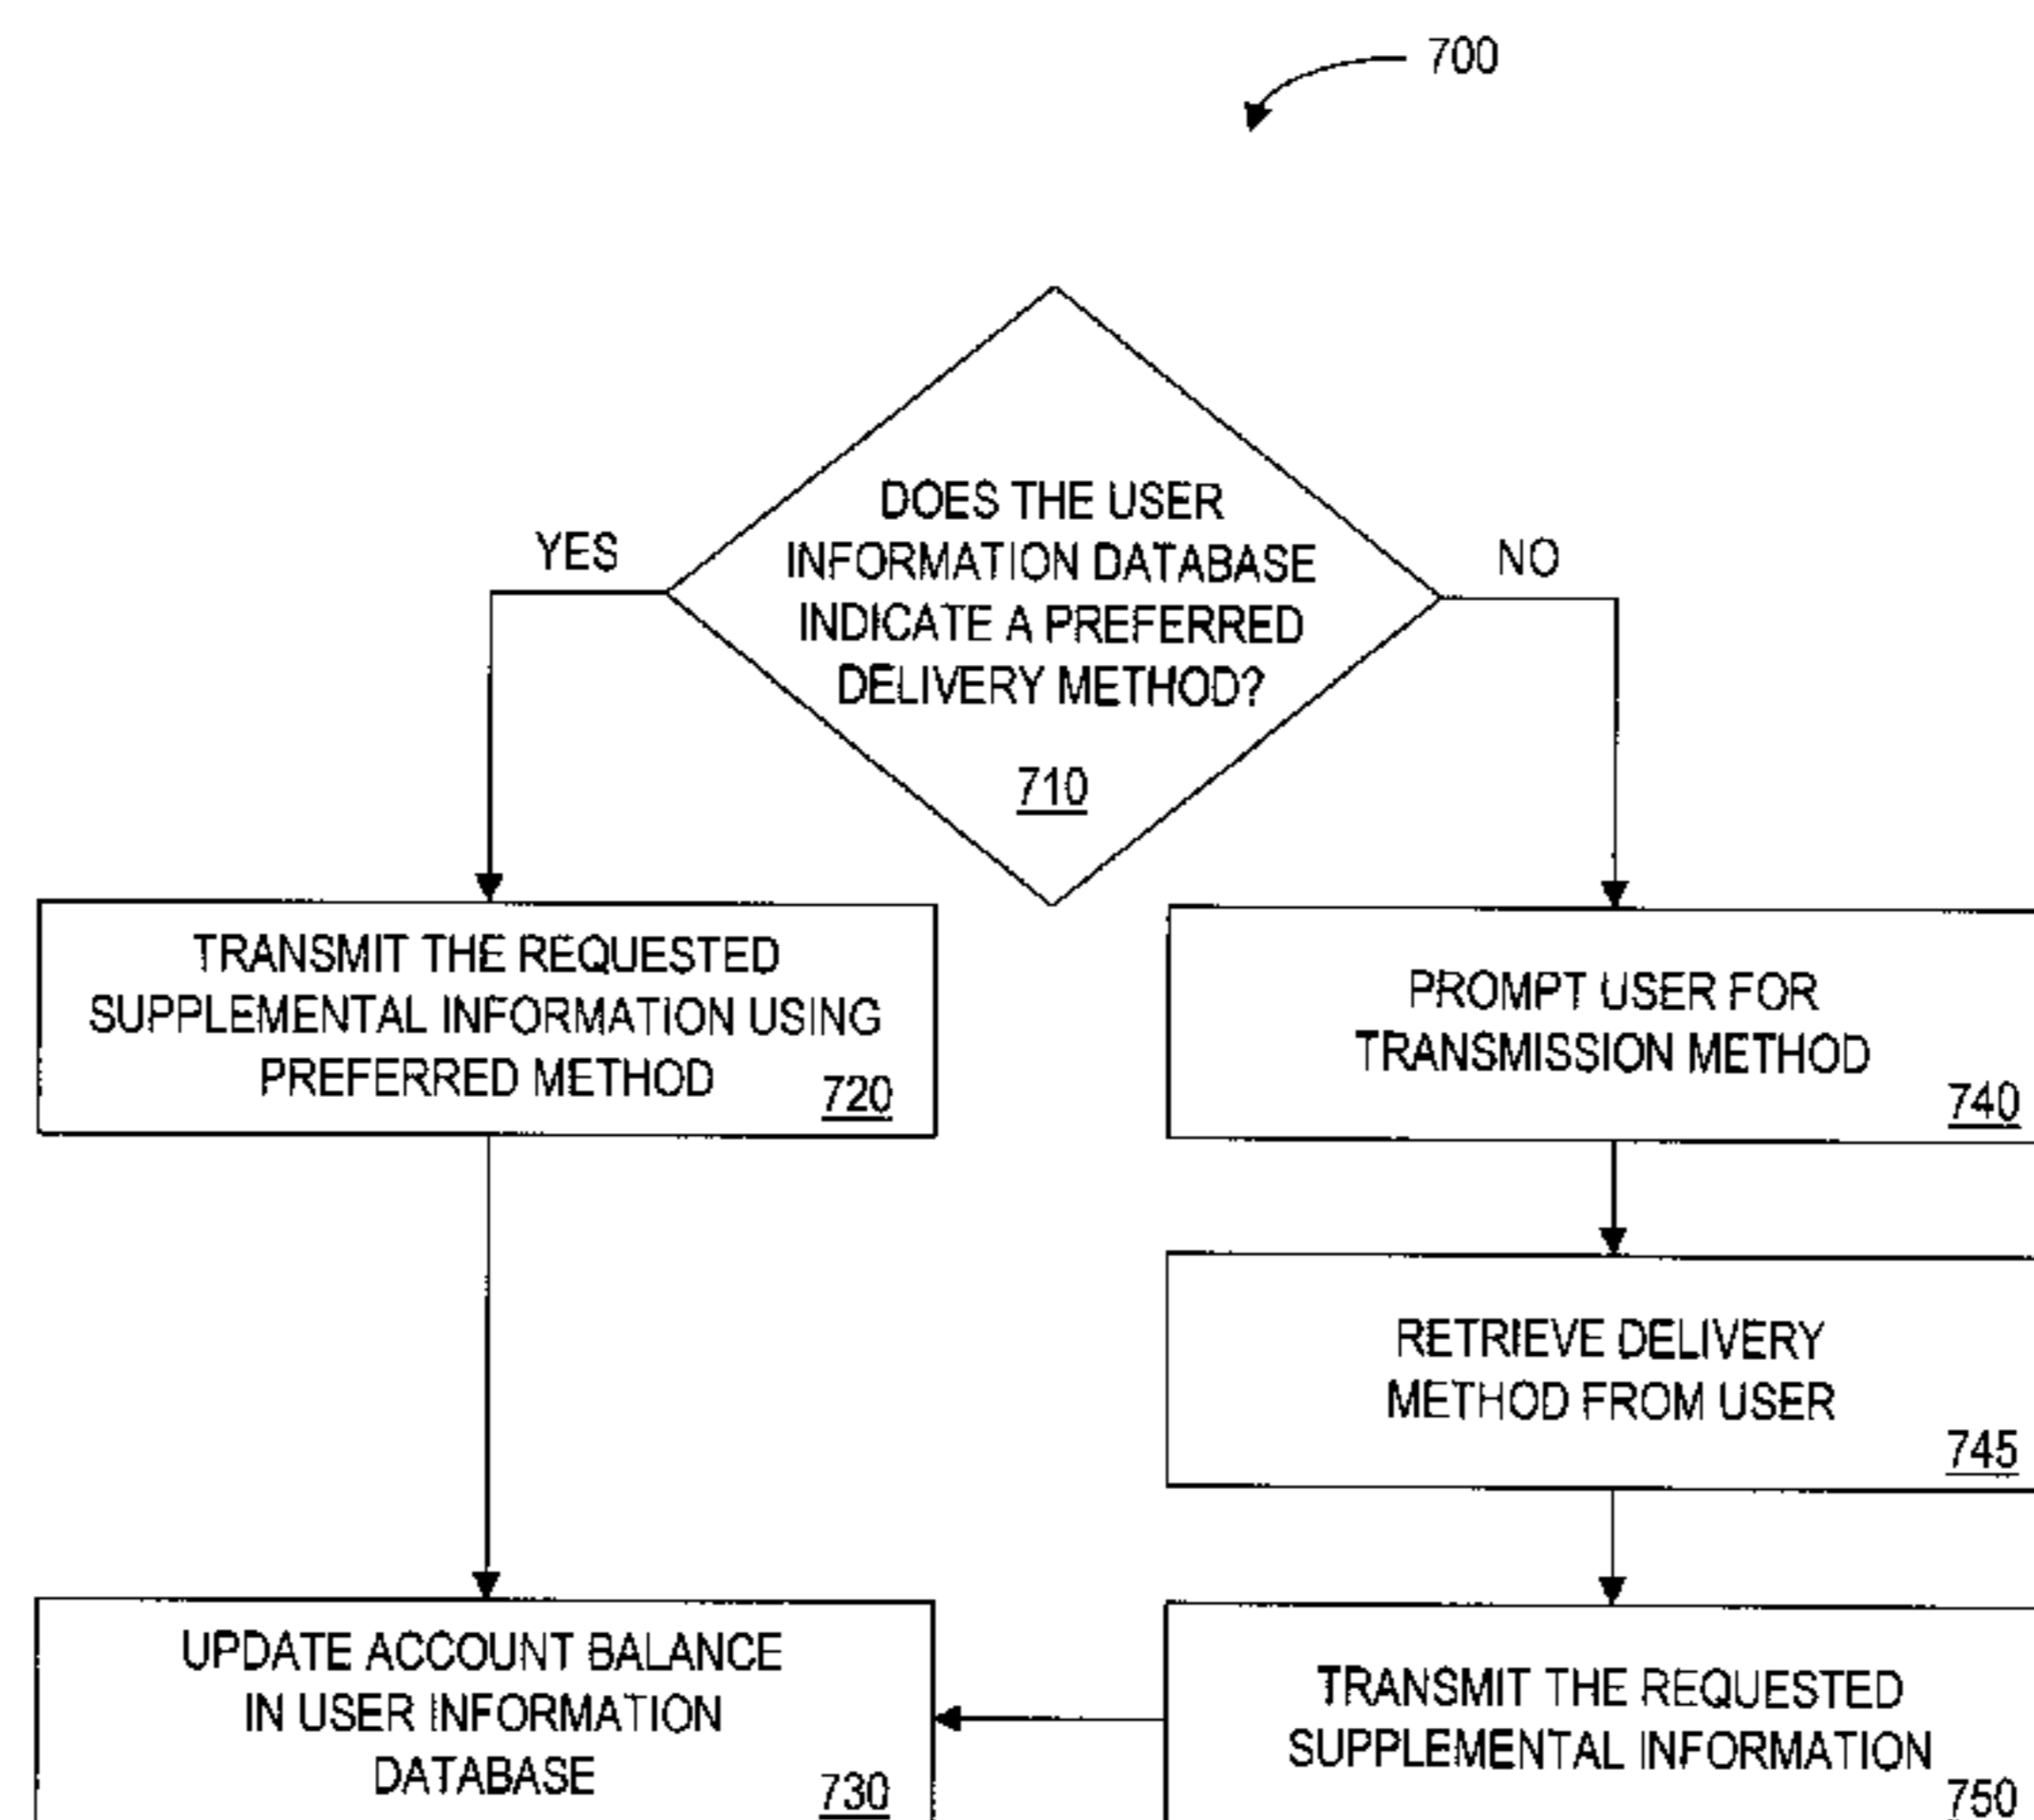 700
DOES THE USER
INFORMATION DATABASE
INDICATE A PREFERRED
DELIVERY METHOD?
710
YES
NO
TRANSMIT THE REQUESTED
SUPPLEMENTAL INFORMATION USING
PREFERRED METHOD
720
PROMPT USER FOR
TRANSMISSION METHOD
740
RETRIEVE DELIVERY
METHOD FROM USER
745
UPDATE ACCOUNT BALANCE
IN USER INFORMATION
DATABASE
730
TRANSMIT THE REQUESTED
SUPPLEMENTAL INFORMATION
750